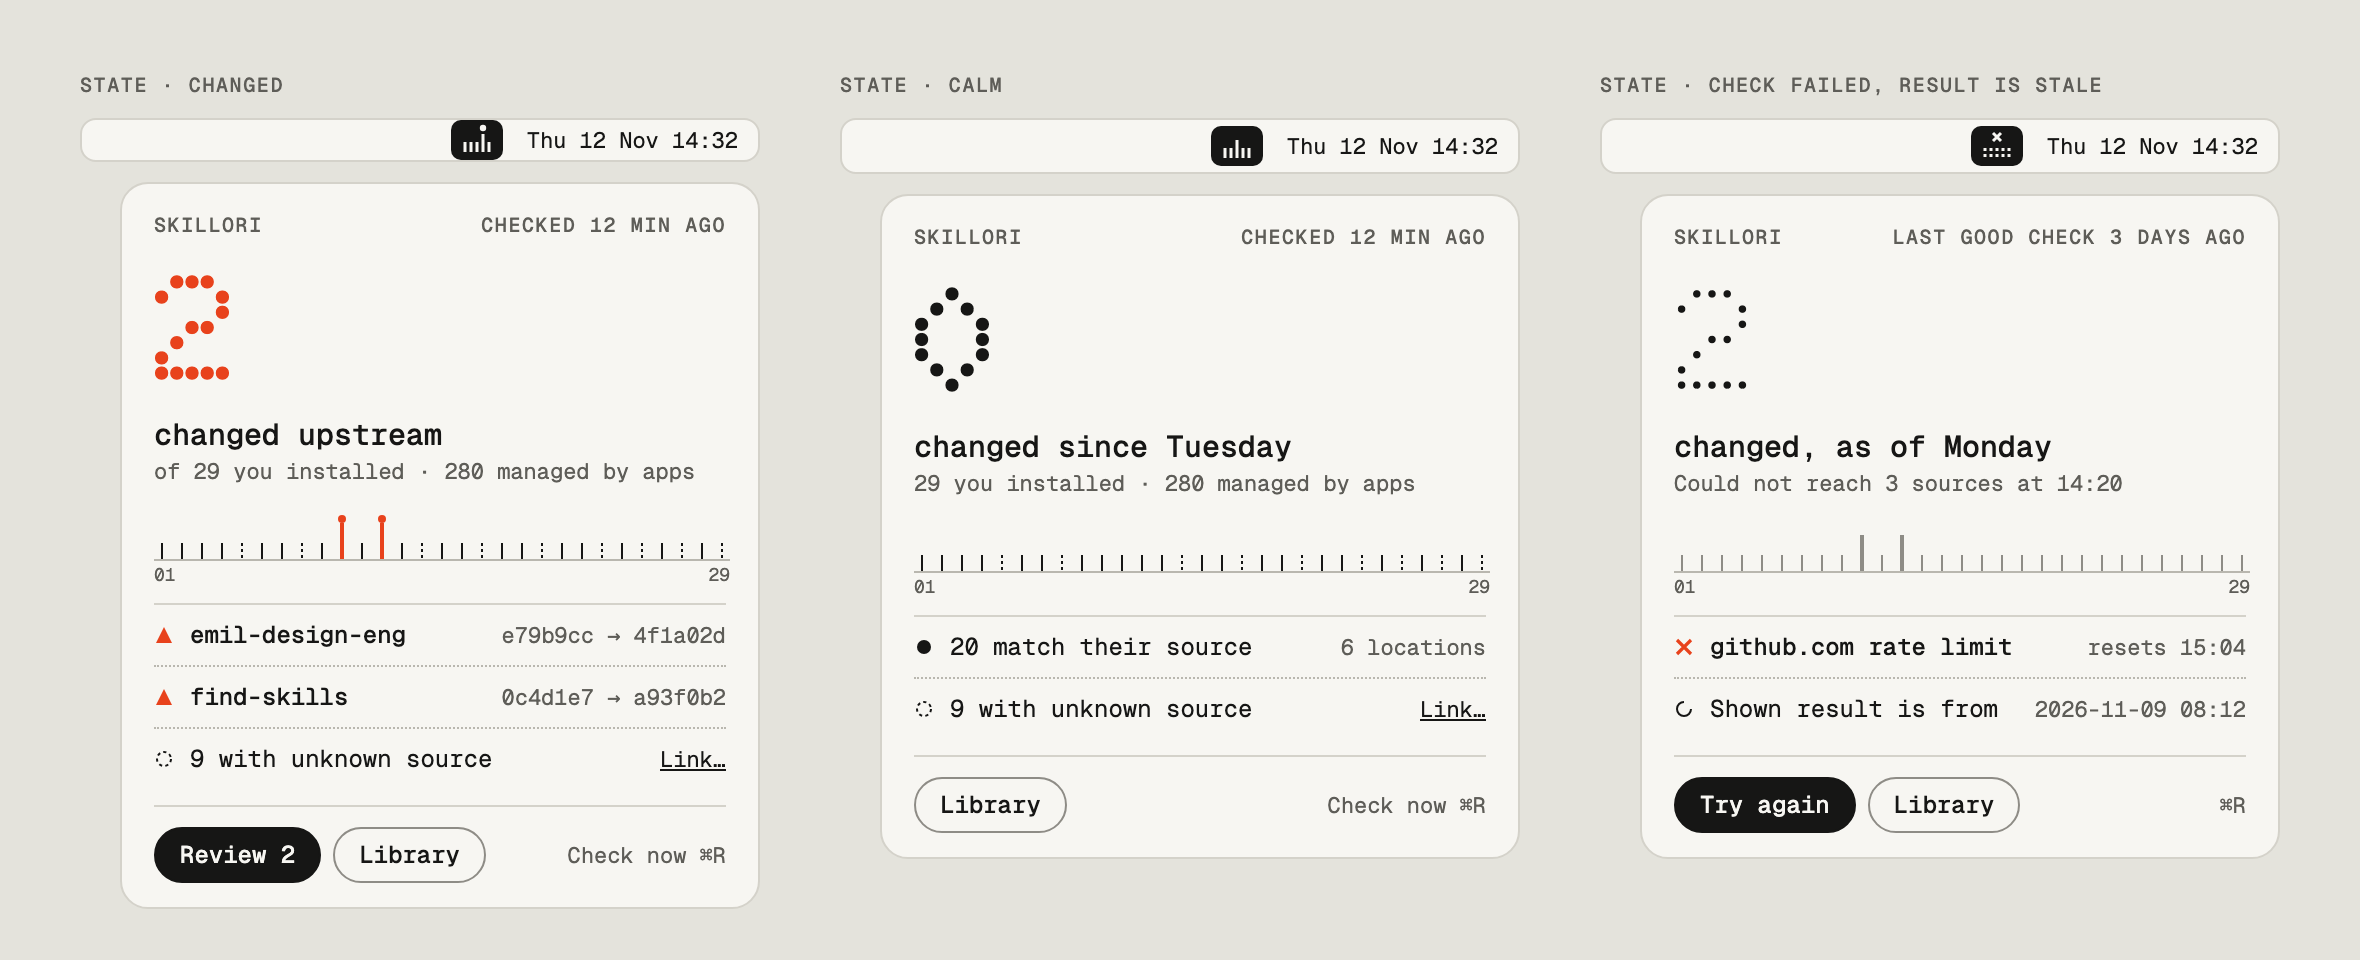 STATE · CHANGED
Thu 12 Nov 14:32
SKILLORI CHECKED 12 MIN AGO
2
changed upstream
of 29 you installed · 280 managed by apps
01 29
emil-design-eng e79b9cc → 4f1a02d
find-skills 0c4d1e7 → a93f0b2
9 with unknown source Link…
Review 2 Library Check now ⌘R
STATE · CALM
Thu 12 Nov 14:32
SKILLORI CHECKED 12 MIN AGO
0
changed since Tuesday
29 you installed · 280 managed by apps
01 29
20 match their source 6 locations
9 with unknown source Link…
Library Check now ⌘R
STATE · CHECK FAILED, RESULT IS STALE
Thu 12 Nov 14:32
SKILLORI LAST GOOD CHECK 3 DAYS AGO
2
changed, as of Monday
Could not reach 3 sources at 14:20
01 29
github.com rate limit resets 15:04
Shown result is from 2026-11-09 08:12
Try again Library ⌘R